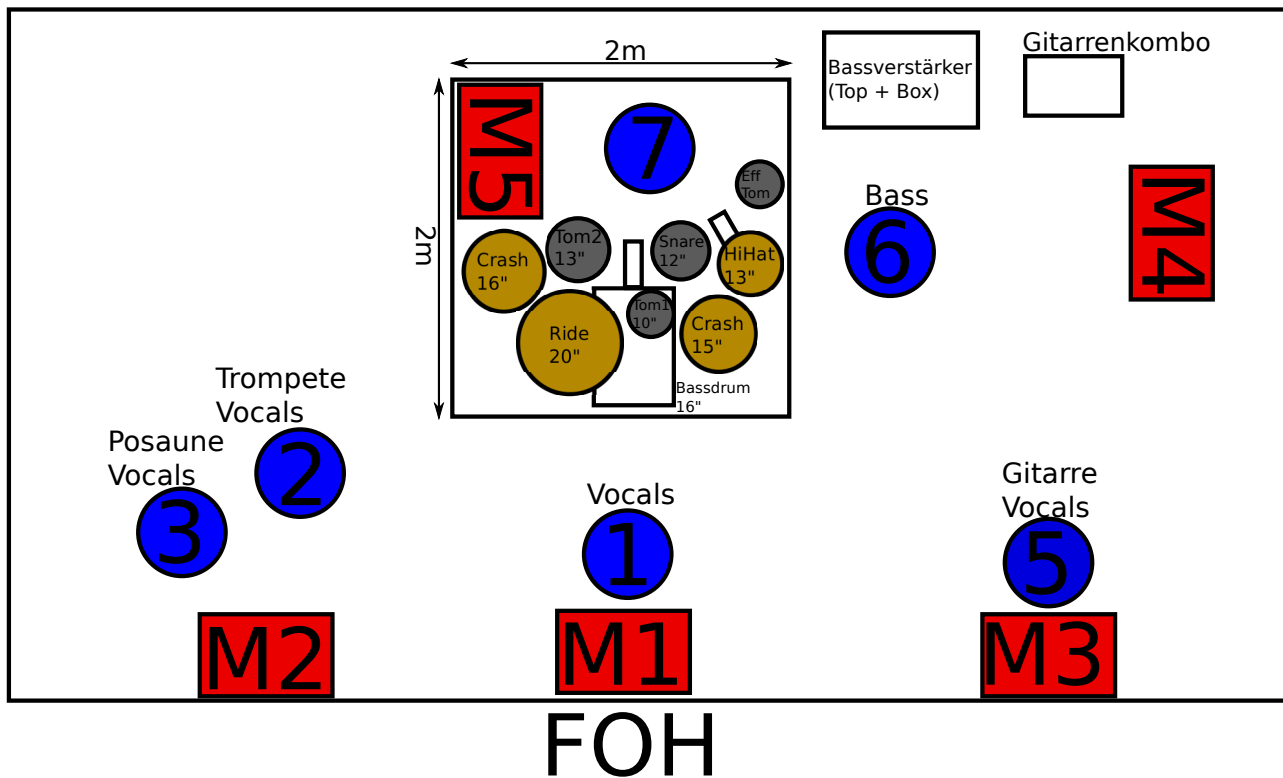 2m
Bassverstärker
(Top + Box)
Gitarrenkombo
M5
7
Eff
Tom
2m
Bass
6
M4
Tom2
13"
Snare
12"
HiHat
13"
Crash
16"
Tom1
10"
Ride
20"
Crash
15"
Bassdrum
16"
Trompete
Vocals
2
Posaune
Vocals
3
Vocals
1
Gitarre
Vocals
5
M2
M1
M3
FOH